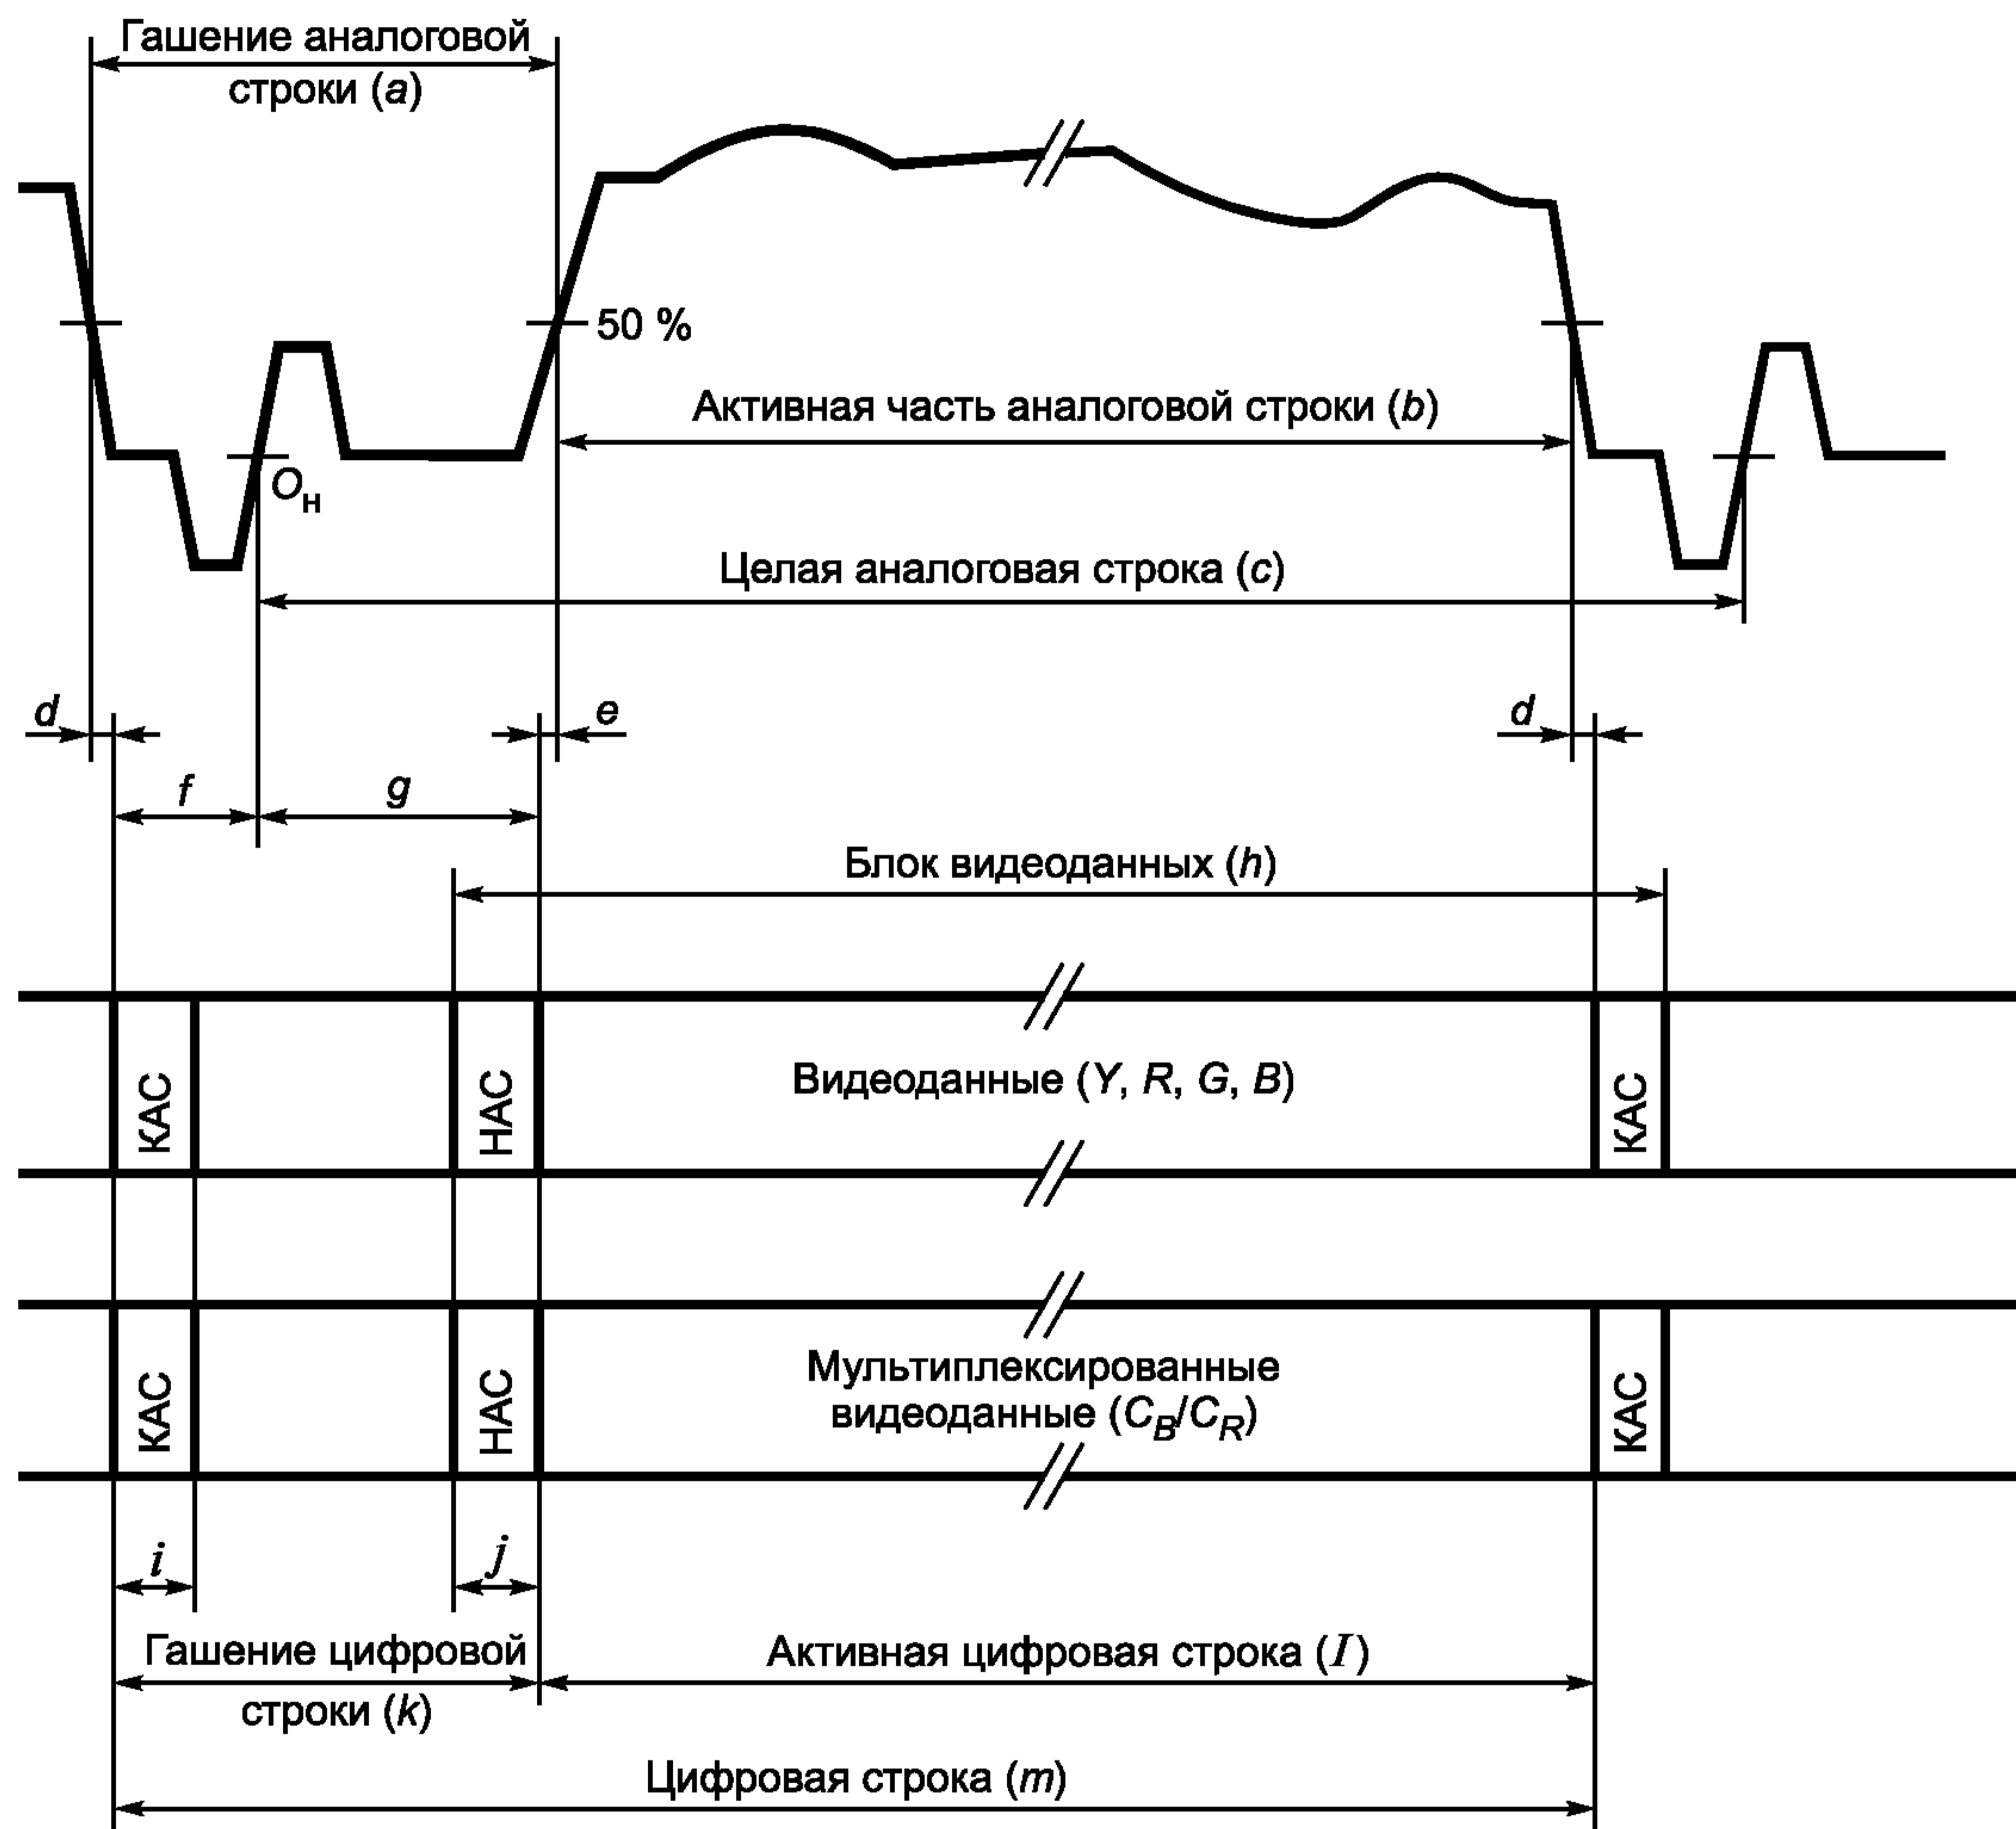 Гашение аналоговой
строки (a)
50 %
Активная часть аналоговой строки (b)
Oн
Целая аналоговая строка (c)
d
e
d
f
g
Блок видеоданных (h)
КАС
НАС
Видеоданные (Y, R, G, B)
КАС
КАС
НАС
Мультиплексированные
видеоданные (CB/CR)
КАС
i
j
Гашение цифровой
строки (k)
Активная цифровая строка (I)
Цифровая строка (m)